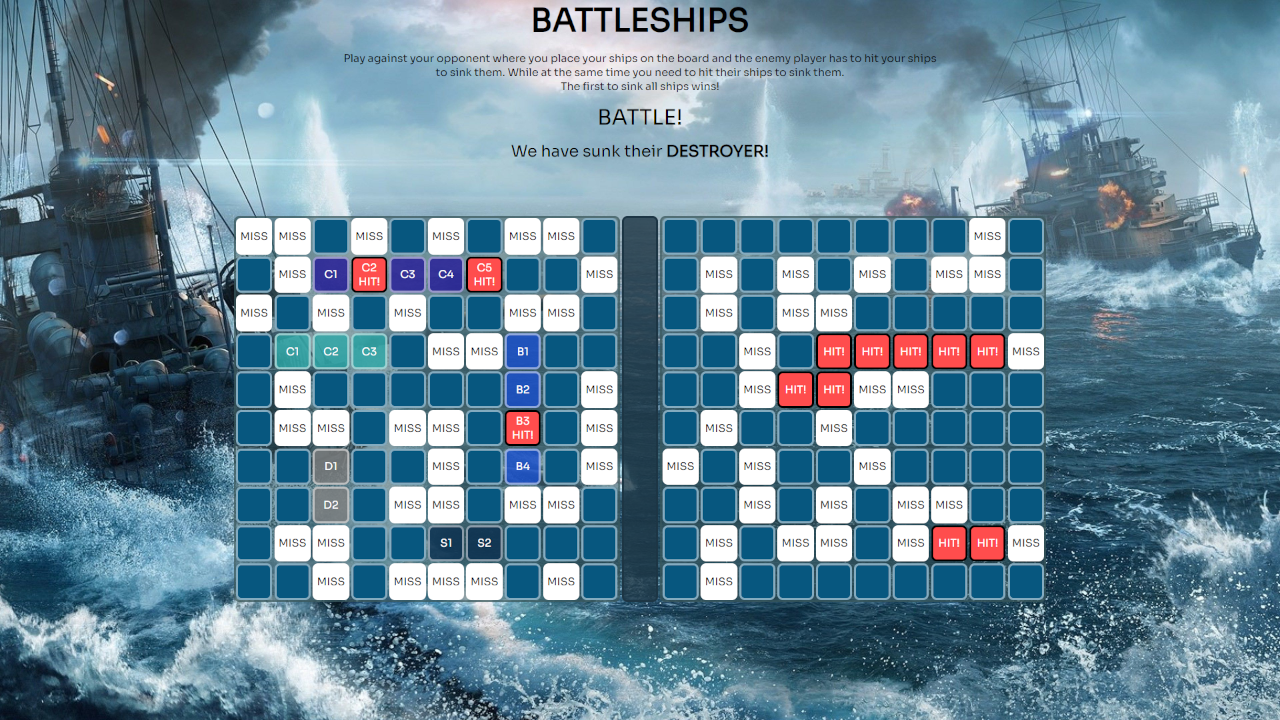 BATTLESHIPS
Play against your opponent where you place your ships on the board and the enemy player has to hit your ships
to sink them. While at the same time you need to hit their ships to sink them.
The first to sink all ships wins!
BATTLE!
We have sunk their DESTROYER!
MISS MISS MISS MISS MISS MISS MISS
MISS C1 C2 HIT! C3 C4 C5 HIT! MISS MISS MISS MISS MISS MISS
MISS MISS MISS MISS MISS MISS MISS MISS
C1 C2 C3 MISS MISS B1 MISS HIT! HIT! HIT! HIT! HIT! MISS
MISS B2 MISS MISS HIT! HIT! MISS MISS
MISS MISS MISS MISS B3 HIT! MISS MISS MISS
D1 MISS B4 MISS MISS MISS MISS
D2 MISS MISS MISS MISS MISS MISS MISS MISS
MISS MISS S1 S2 MISS MISS MISS MISS HIT! HIT! MISS
MISS MISS MISS MISS MISS MISS